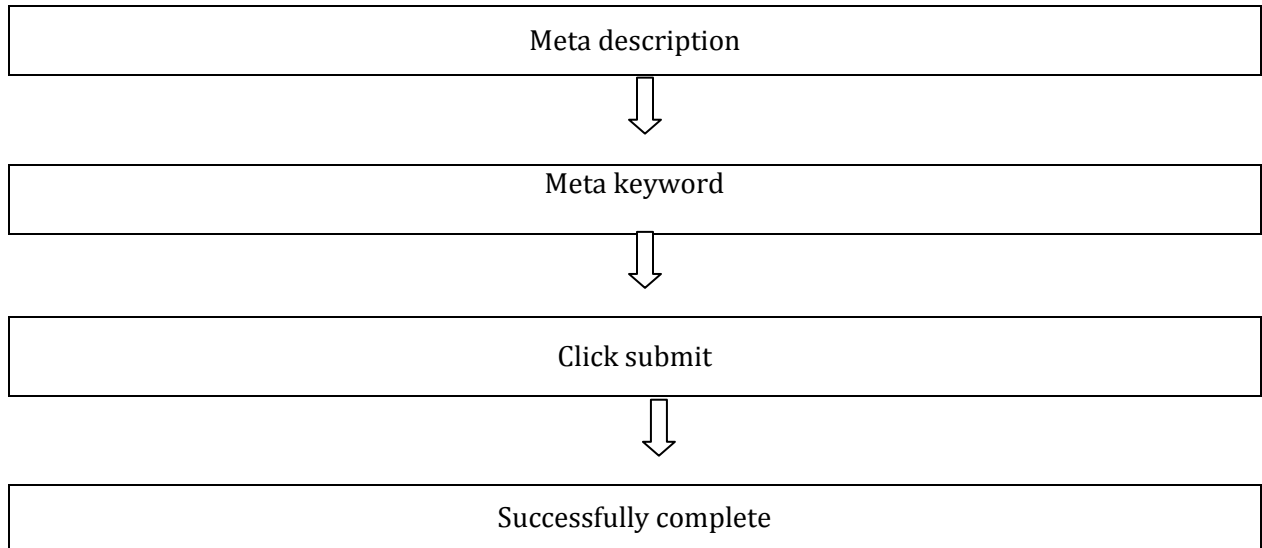 Meta description
Meta keyword
Click submit
Successfully complete